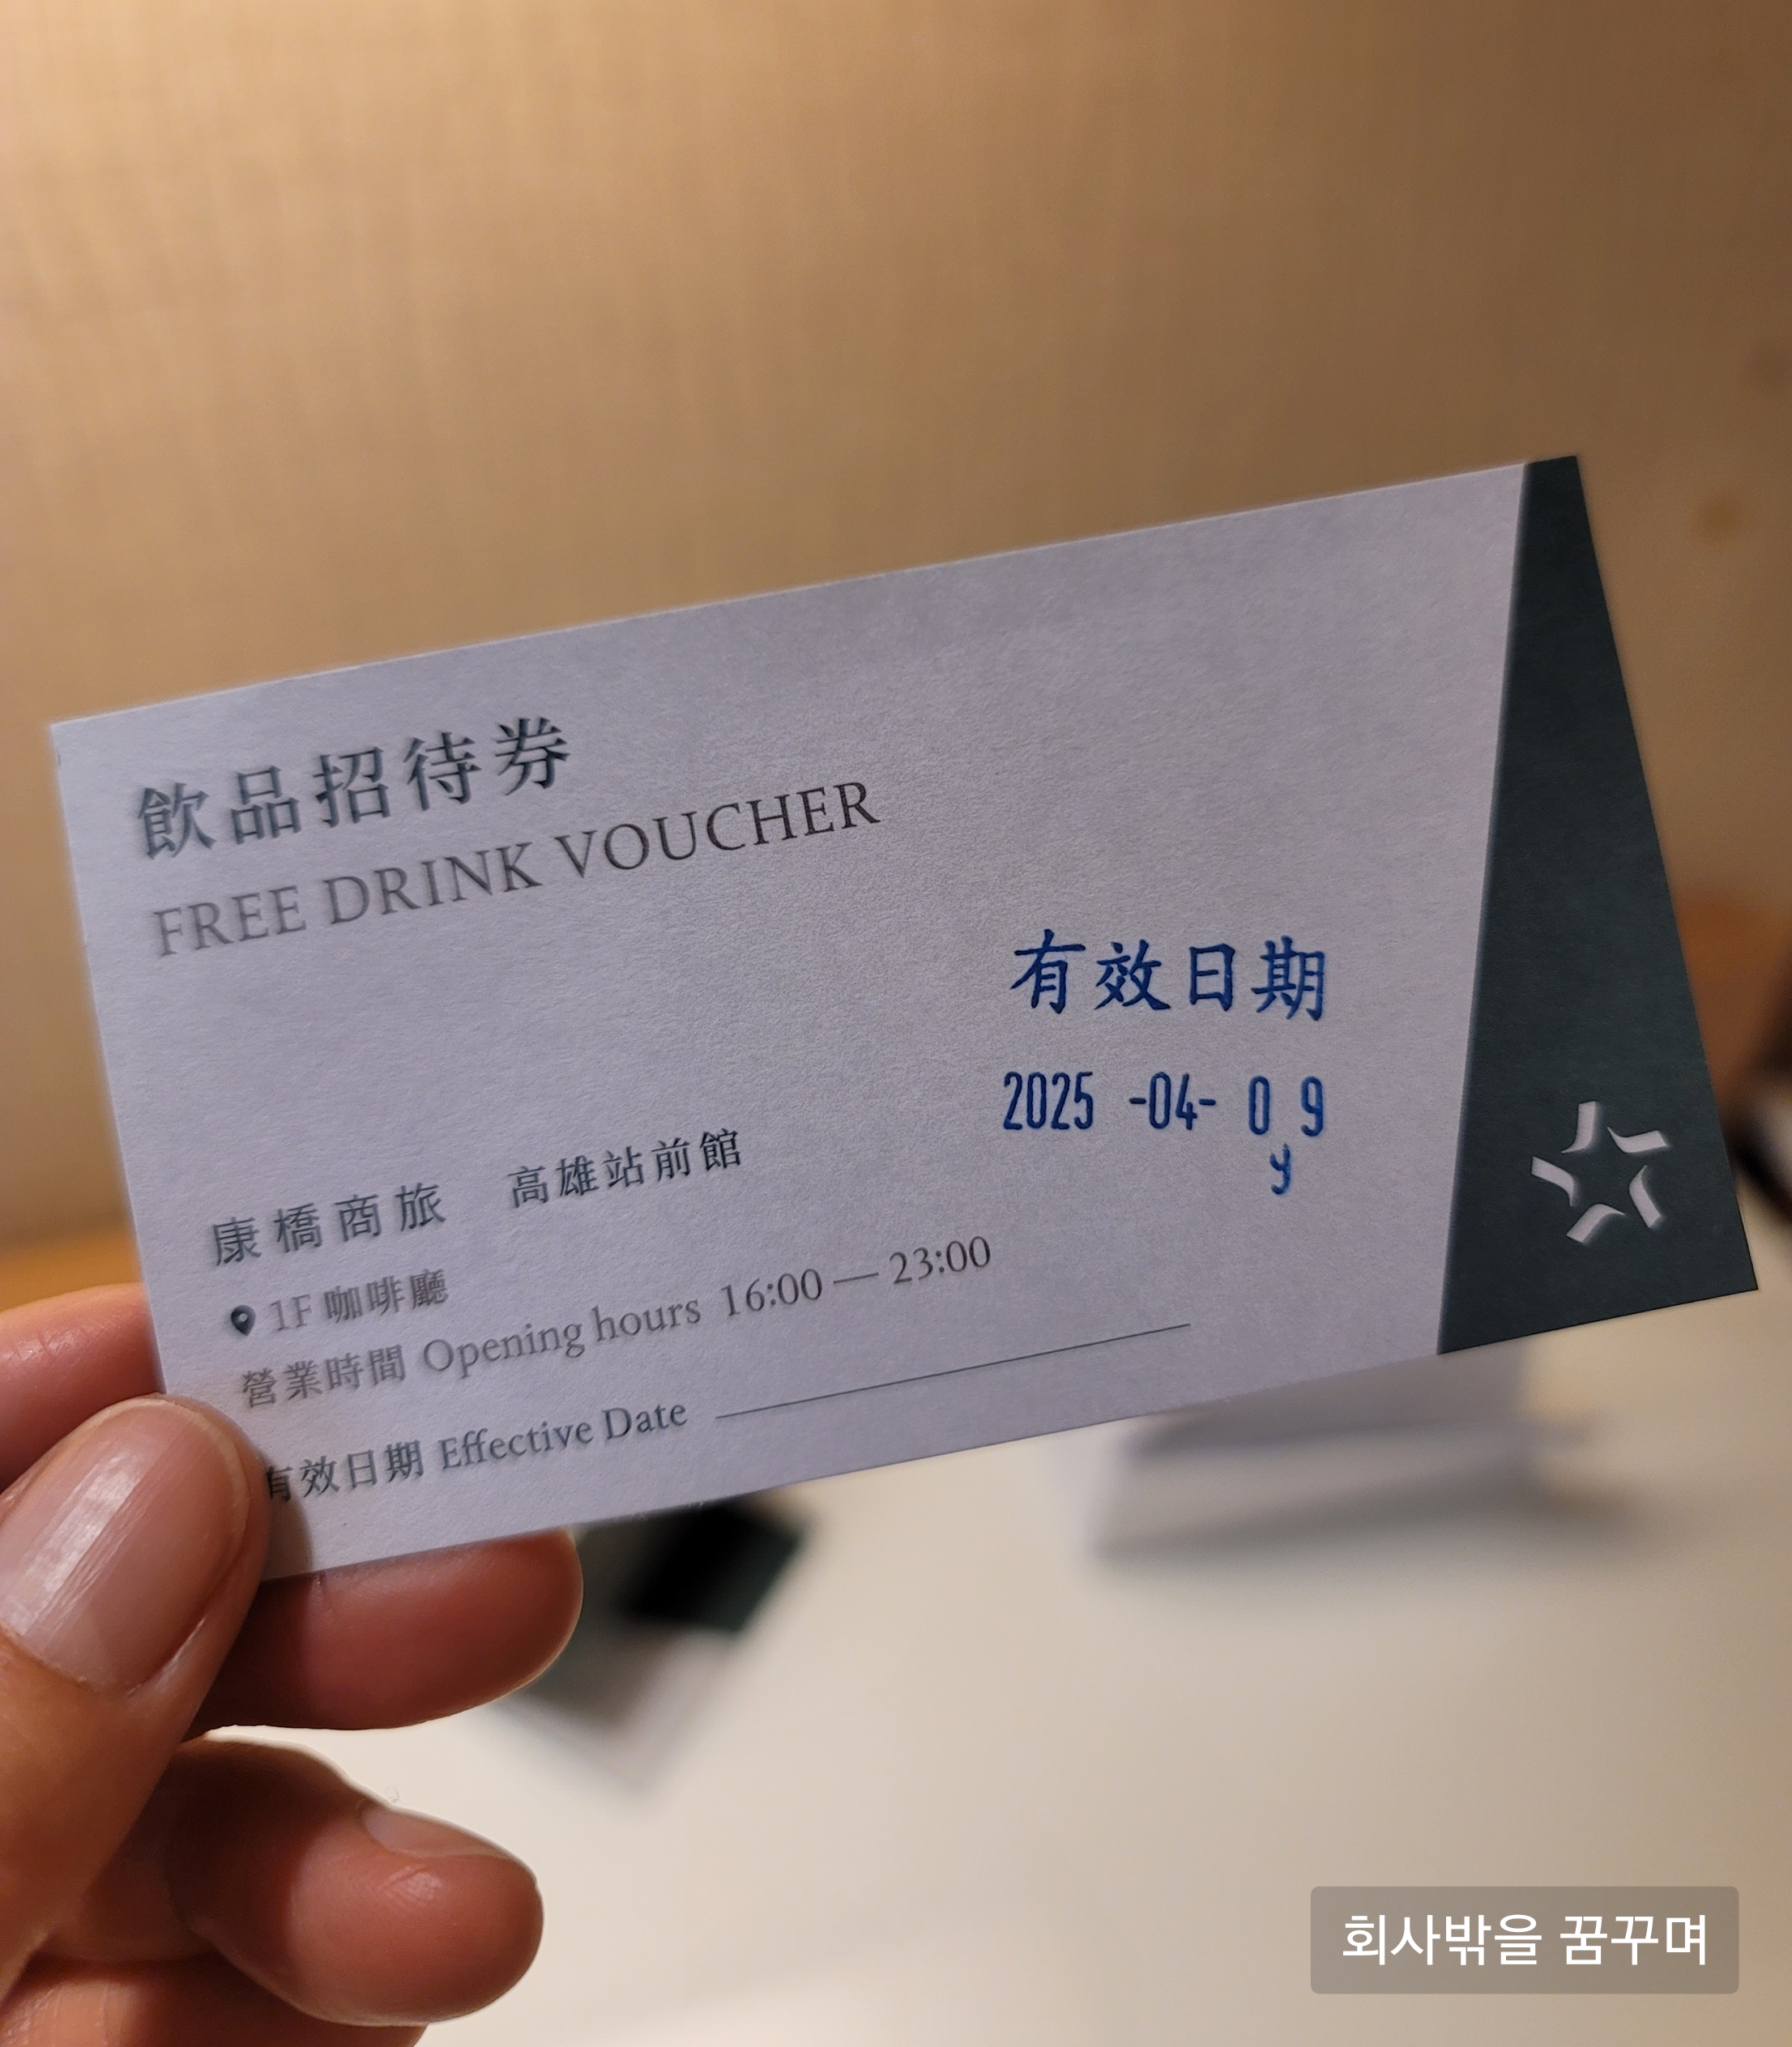 飲品招待券
FREE DRINK VOUCHER
有效日期
2025 -04- 09
y
康橋商旅 高雄站前館
1F 咖啡廳
營業時間 Opening hours 16:00 — 23:00
有效日期 Effective Date
회사밖을 꿈꾸며